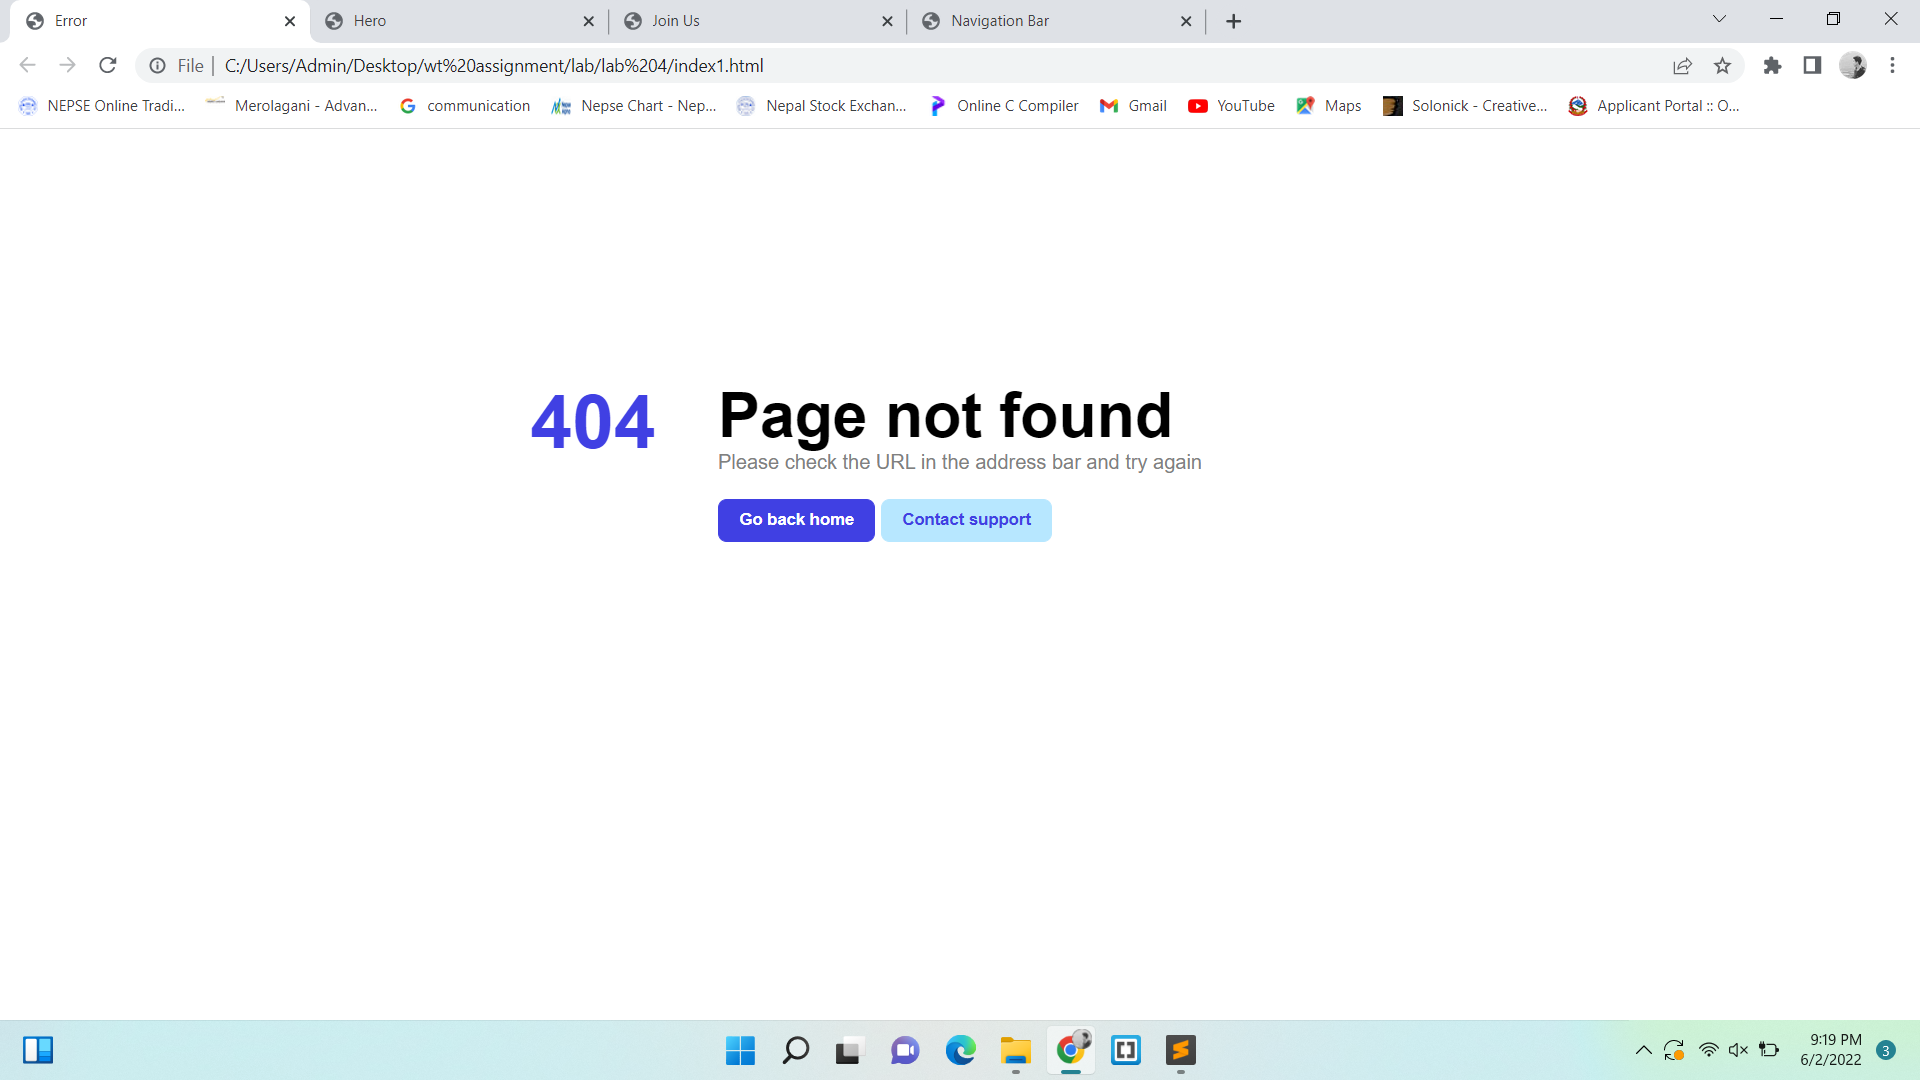 Error
Hero
Join Us
Navigation Bar
File
C:/Users/Admin/Desktop/wt%20assignment/lab/lab%204/index1.html
NEPSE Online Tradi...
Merolagani - Advan...
communication
Nepse Chart - Nep...
Nepal Stock Exchan...
Online C Compiler
Gmail
YouTube
Maps
Solonick - Creative...
Applicant Portal :: O...
404
Page not found
Please check the URL in the address bar and try again
Go back home
Contact support
9:19 PM
6/2/2022
3